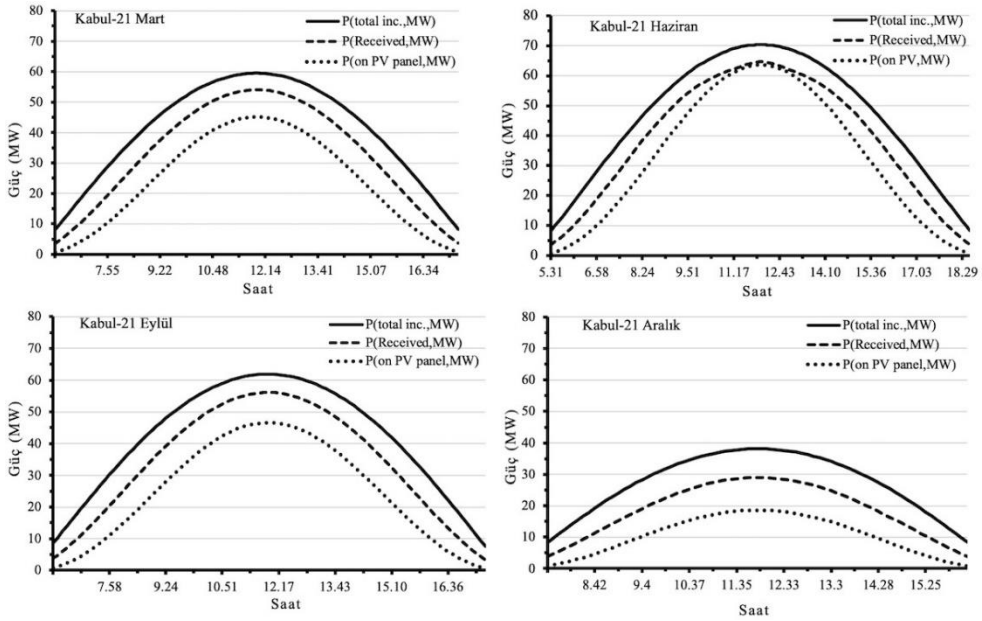 Kabul-21 Mart
P(total inc.,MW)
P(Received,MW)
P(on PV panel,MW)
Güç (MW)
80
70
60
50
40
30
20
10
0
7.55 9.22 10.48 12.14 13.41 15.07 16.34
Saat
Kabul-21 Haziran
P(total inc.,MW)
P(Received,MW)
P(on PV,MW)
Güç (MW)
80
70
60
50
40
30
20
10
0
5.31 6.58 8.24 9.51 11.17 12.43 14.10 15.36 17.03 18.29
Saat
Kabul-21 Eylül
P(total inc.,MW)
P(Received,MW)
P(on PV panel,MW)
Güç (MW)
80
70
60
50
40
30
20
10
0
7.58 9.24 10.51 12.17 13.43 15.10 16.36
Saat
Kabul-21 Aralık
P(total inc.,MW)
P(Received,MW)
P(on PV panel,MW)
Güç (MW)
80
70
60
50
40
30
20
10
0
8.42 9.4 10.37 11.35 12.33 13.3 14.28 15.25
Saat